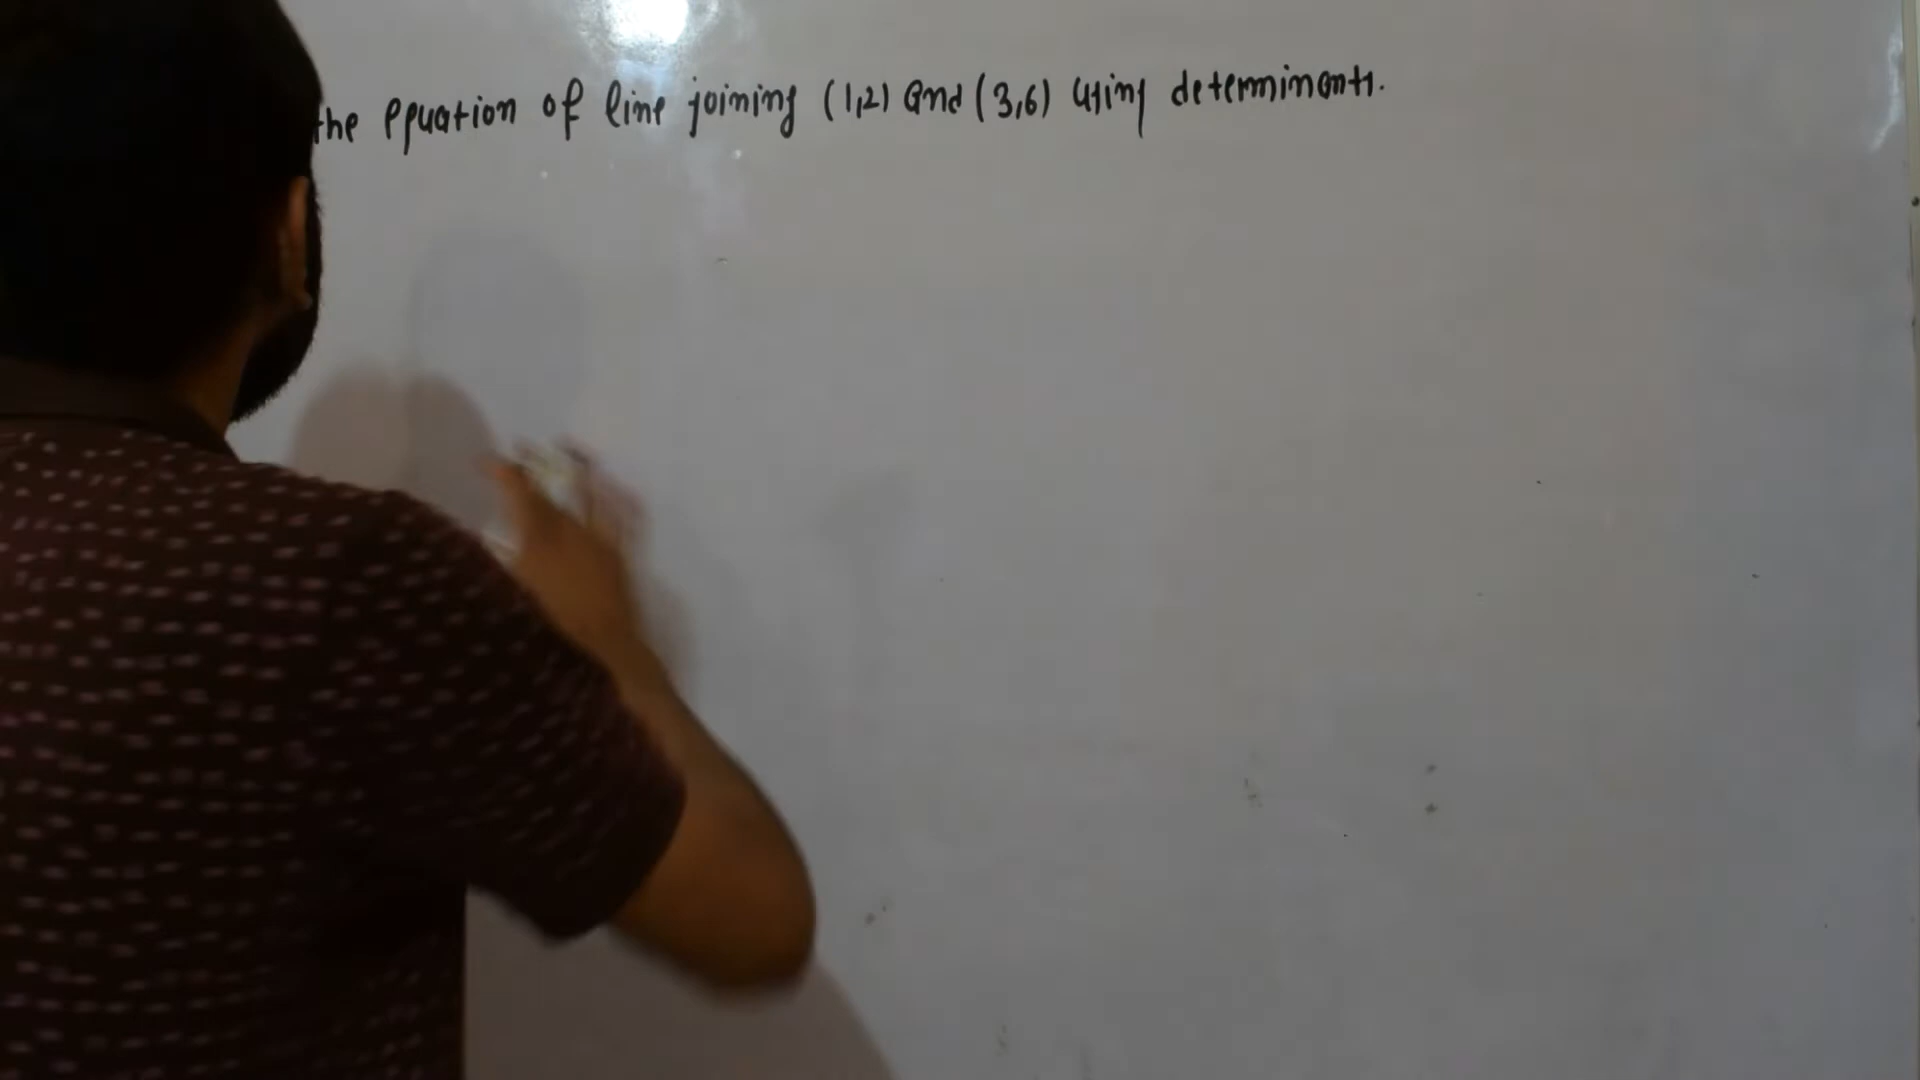 the equation of line joining (1,2) and (3,6) using determinants.